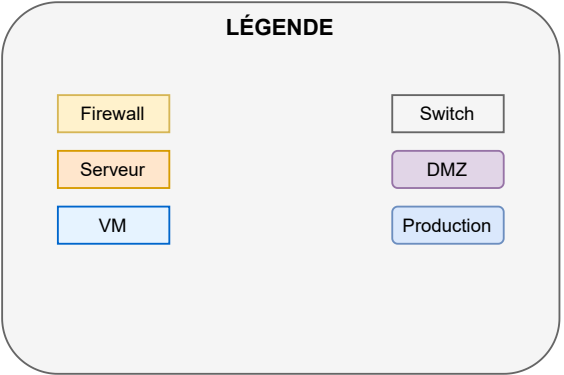 LÉGENDE
Firewall
Switch
Serveur
DMZ
VM
Production